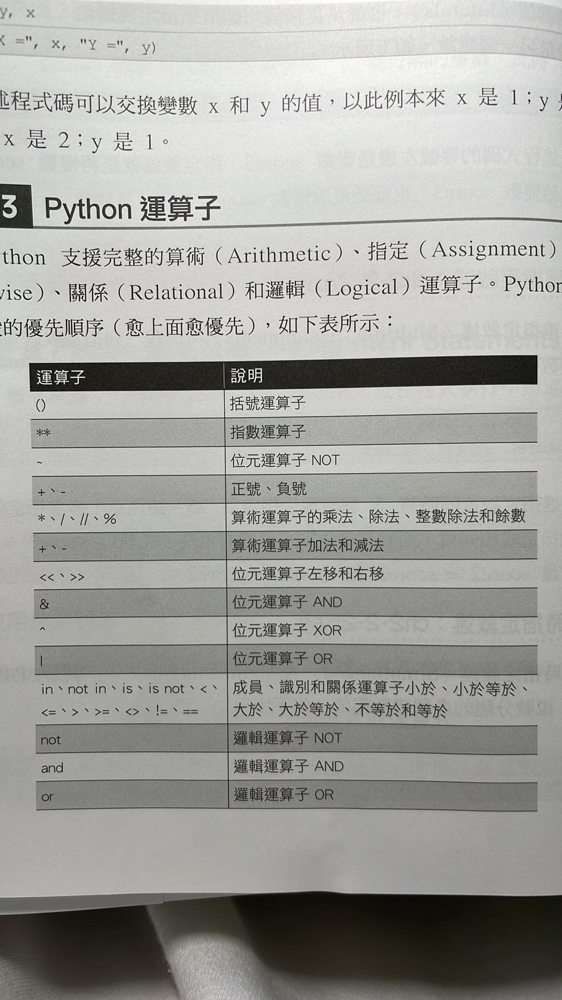 y, x
X =", x, "Y =", y)
述程式碼可以交換變數 x 和 y 的值，以此例本來 x 是 1；y
x 是 2；y 是 1。
3 Python 運算子
ython 支援完整的算術（Arithmetic）、指定（Assignment）
wise）、關係（Relational）和邏輯（Logical）運算子。Python
的優先順序（愈上面愈優先），如下表所示：
運算子 說明
() 括號運算子
** 指數運算子
~ 位元運算子 NOT
+、- 正號、負號
*、/、//、% 算術運算子的乘法、除法、整數除法和餘數
+、- 算術運算子加法和減法
<<、>> 位元運算子左移和右移
& 位元運算子 AND
^ 位元運算子 XOR
| 位元運算子 OR
in、not in、is、is not、<、 成員、識別和關係運算子小於、小於等於、
<=、>、>=、<>、!=、== 大於、大於等於、不等於和等於
not 邏輯運算子 NOT
and 邏輯運算子 AND
or 邏輯運算子 OR